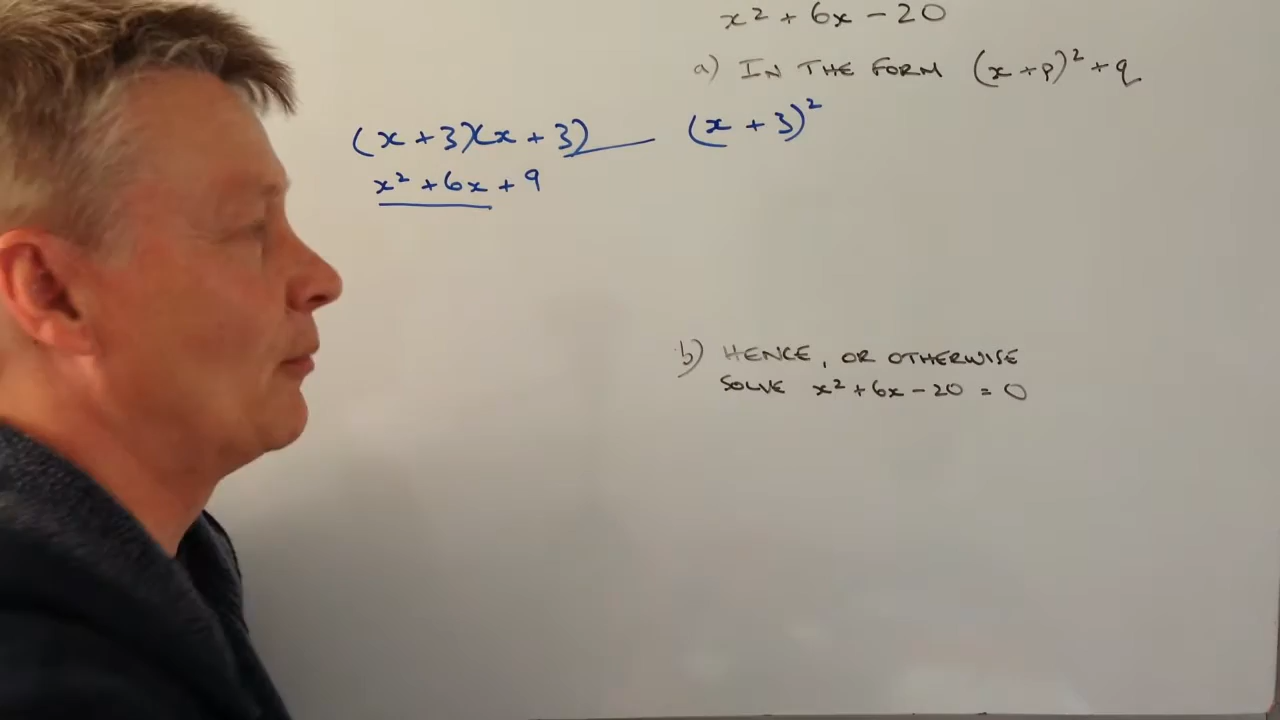 x² + 6x - 20
a) IN THE FORM (x + p)² + q
(x + 3)(x + 3) (x + 3)²
x² + 6x + 9
b) HENCE, OR OTHERWISE
SOLVE x² + 6x - 20 = 0